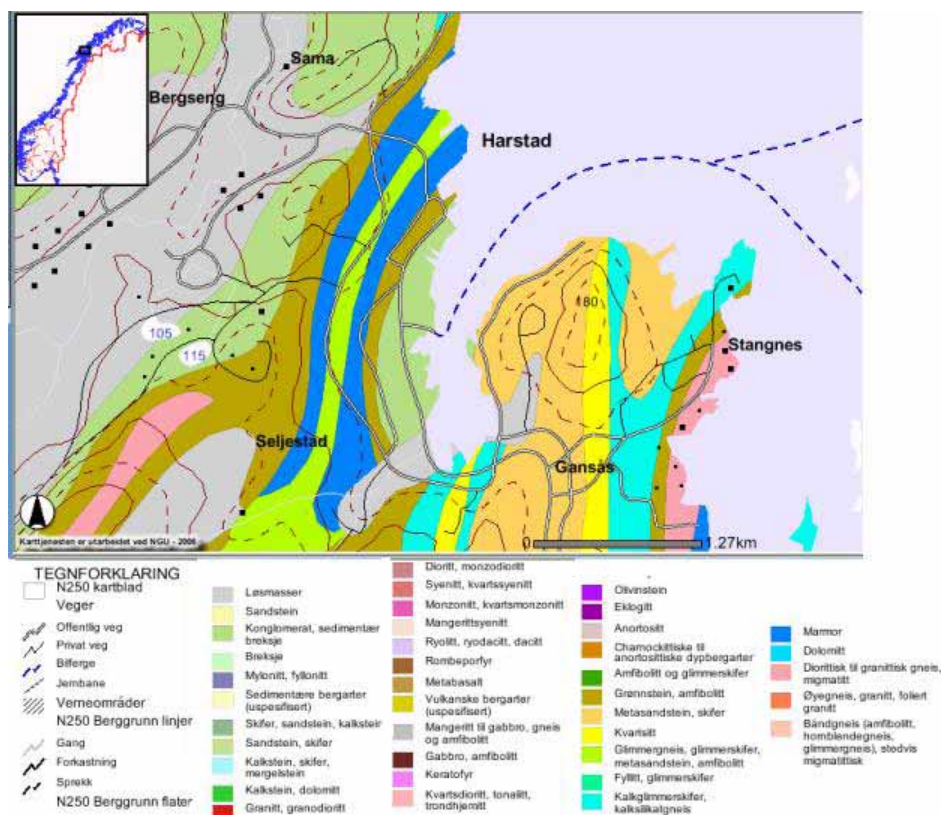 Sama
Bergseng
Harstad
180
105
115
Stangnes
Seljestad
Gansås
Karttjenesten er utarbeidet ved NGU - 2006
0 1.27km
TEGNFORKLARING
N250 kartblad
Veger
Offentlig veg
Privat veg
Bilferge
Jernbane
Verneområder
N250 Berggrunn linjer
Gang
Forkastning
Sprekk
N250 Berggrunn flater
Løsmasser
Sandstein
Konglomerat, sedimentær
breksje
Breksje
Mylonitt, fyllonitt
Sedimentære bergarter
(uspesifisert)
Skifer, sandstein, kalkstein
Sandstein, skifer
Kalkstein, skifer,
mergelstein
Kalkstein, dolomitt
Granitt, granodioritt
Dioritt, monzodioritt
Syenitt, kvartssyenitt
Monzonitt, kvartsmonzonitt
Mangerittsyenitt
Ryolitt, ryodacitt, dacitt
Rombeporfyr
Metabasalt
Vulkanske bergarter
(uspesifisert)
Mangeritt til gabbro, gneis
og amfibolitt
Gabbro, amfibolitt
Keratofyr
Kvartsdioritt, tonalitt,
trondhjemitt
Olivinstein
Eklogitt
Anortositt
Charnockittiske til
anortosittiske dypbergarter
Amfibolitt og glimmerskifer
Grønnstein, amfibolitt
Metasandstein, skifer
Kvartsitt
Glimmergneis, glimmerskifer,
metasandstein, amfibolitt
Fyllitt, glimmerskifer
Kalkglimmerskifer,
kalksilikatgneis
Marmor
Dolomitt
Diorittisk til granittisk gneis,
migmatitt
Øyegneis, granitt, foliert
granitt
Båndgneis (amfibolitt,
hornblendegneis,
glimmergneis), stedvis
migmatittisk